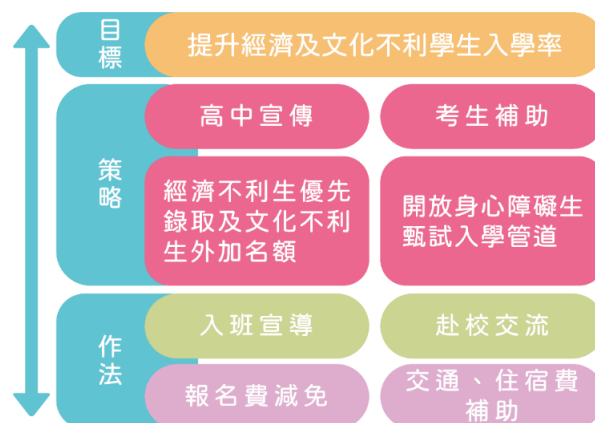 目標
提升經濟及文化不利學生入學率
策略
高中宣傳
考生補助
經濟不利生優先
錄取及文化不利
生外加名額
開放身心障礙生
甄試入學管道
作法
入班宣導
赴校交流
報名費減免
交通、住宿費
補助